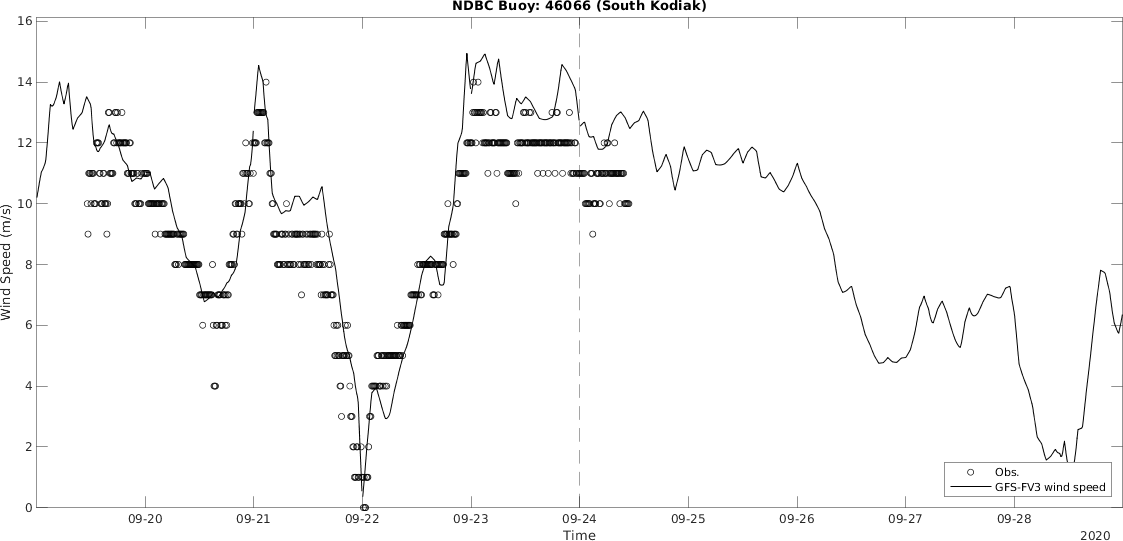 NDBC Buoy: 46066 (South Kodiak)
16
14
12
10
8
6
4
2
0
Wind Speed (m/s)
09-20 09-21 09-22 09-23 09-24 09-25 09-26 09-27 09-28
Time
2020
Obs.
GFS-FV3 wind speed